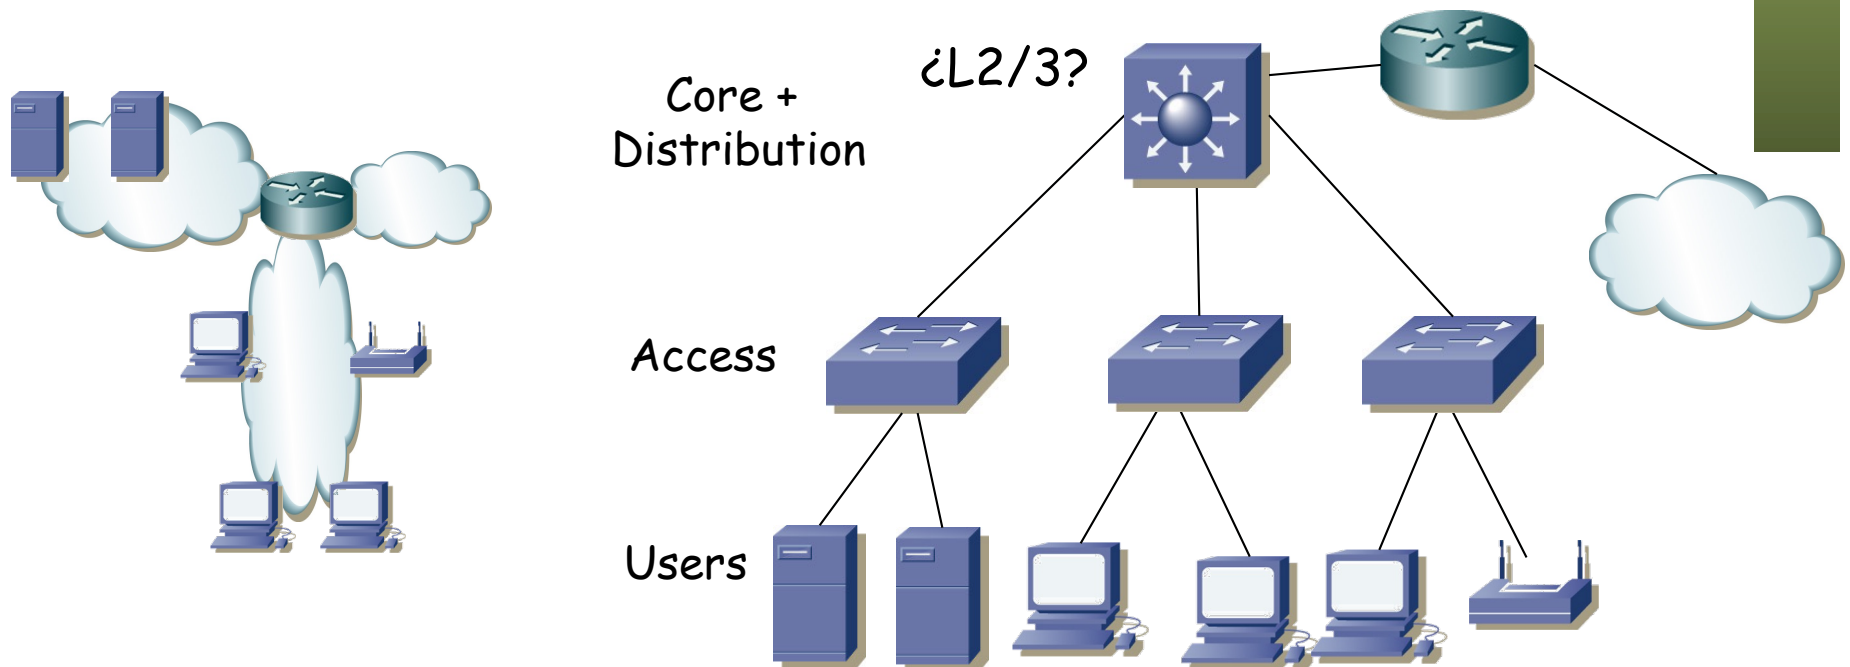 ¿L2/3?
Core +
Distribution
Access
Users